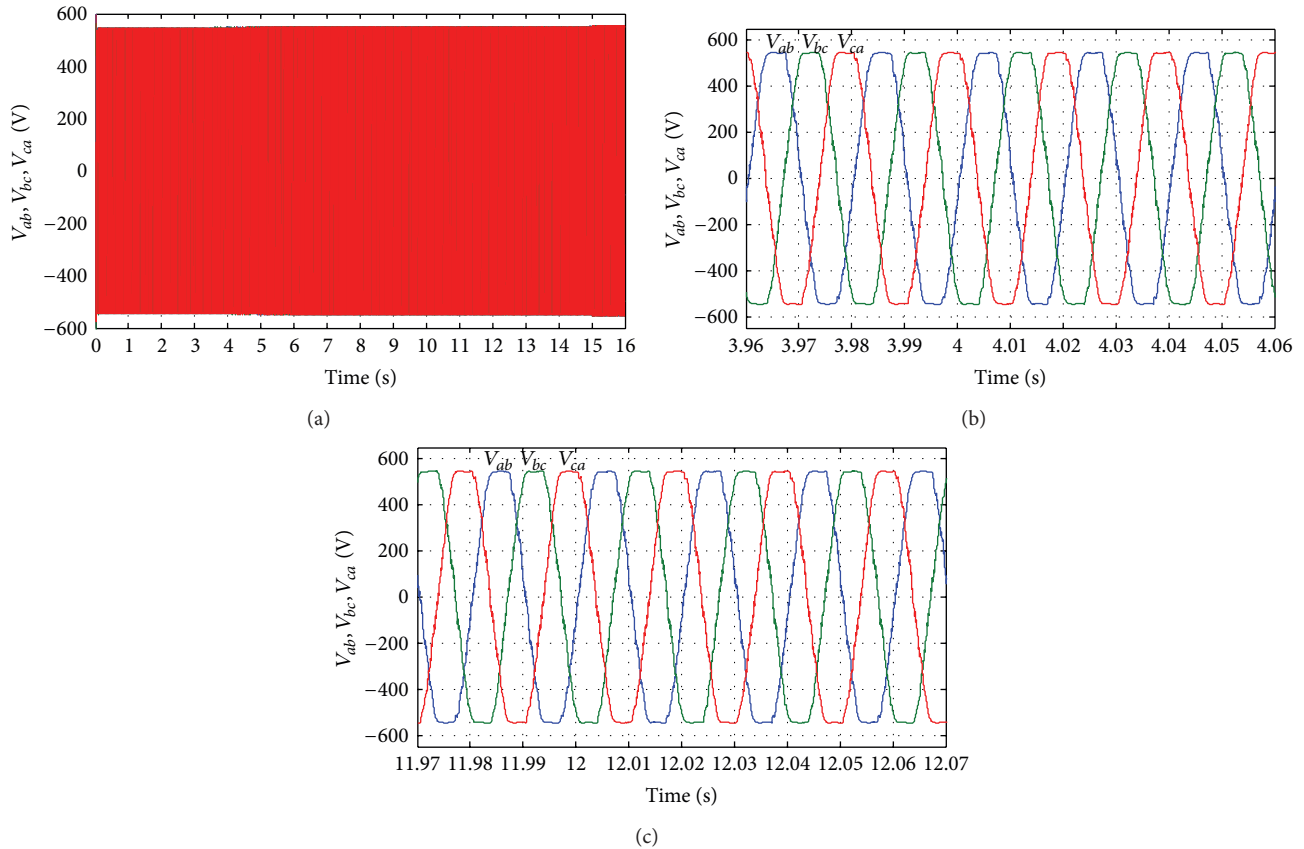 600
400
200
0
−200
−400
−600
V_ab, V_bc, V_ca (V)
0 1 2 3 4 5 6 7 8 9 10 11 12 13 14 15 16
Time (s)
(a)
V_ab V_bc V_ca
600
400
200
0
−200
−400
−600
V_ab, V_bc, V_ca (V)
3.96 3.97 3.98 3.99 4 4.01 4.02 4.03 4.04 4.05 4.06
Time (s)
(b)
V_ab V_bc V_ca
600
400
200
0
−200
−400
−600
V_ab, V_bc, V_ca (V)
11.97 11.98 11.99 12 12.01 12.02 12.03 12.04 12.05 12.06 12.07
Time (s)
(c)